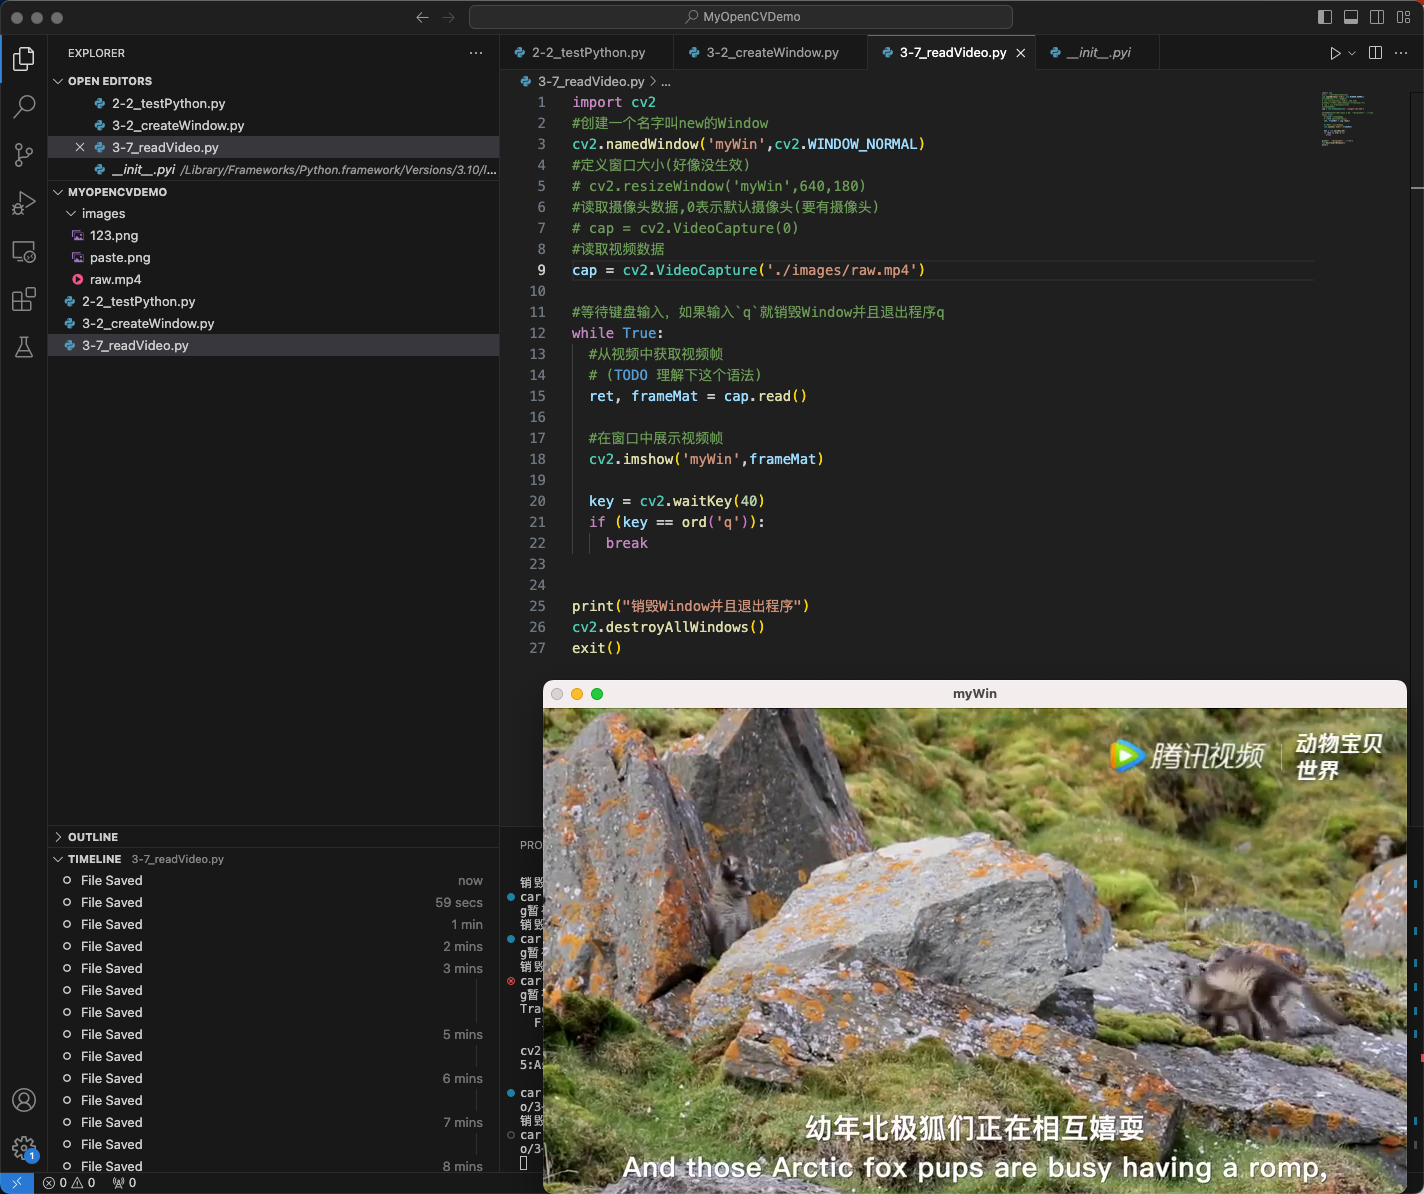 MyOpenCVDemo
EXPLORER
OPEN EDITORS
2-2_testPython.py
3-2_createWindow.py
3-7_readVideo.py
__init__.pyi /Library/Frameworks/Python.framework/Versions/3.10/l...
MYOPENCVDEMO
images
123.png
paste.png
raw.mp4
2-2_testPython.py
3-2_createWindow.py
3-7_readVideo.py
OUTLINE
TIMELINE 3-7_readVideo.py
File Saved now
File Saved 59 secs
File Saved 1 min
File Saved 2 mins
File Saved 3 mins
File Saved
File Saved
File Saved 5 mins
File Saved
File Saved 6 mins
File Saved
File Saved 7 mins
File Saved
File Saved 8 mins
1
0 0 0
2-2_testPython.py 3-2_createWindow.py 3-7_readVideo.py __init__.pyi
3-7_readVideo.py > ...
1 import cv2
2 #创建一个名字叫new的Window
3 cv2.namedWindow('myWin',cv2.WINDOW_NORMAL)
4 #定义窗口大小(好像没生效)
5 # cv2.resizeWindow('myWin',640,180)
6 #读取摄像头数据,0表示默认摄像头(要有摄像头)
7 # cap = cv2.VideoCapture(0)
8 #读取视频数据
9 cap = cv2.VideoCapture('./images/raw.mp4')
10
11 #等待键盘输入，如果输入`q`就销毁Window并且退出程序q
12 while True:
13 #从视频中获取视频帧
14 # (TODO 理解下这个语法)
15 ret, frameMat = cap.read()
16
17 #在窗口中展示视频帧
18 cv2.imshow('myWin',frameMat)
19
20 key = cv2.waitKey(40)
21 if (key == ord('q')):
22 break
23
24
25 print("销毁Window并且退出程序")
26 cv2.destroyAllWindows()
27 exit()
PRO
销毁
car
g暂
销毁
car
g暂
销毁
car
g暂
Tra
F
cv2
5:A
car
o/3
销毁
car
o/3
myWin
腾讯视频 动物宝贝
世界
幼年北极狐们正在相互嬉耍
And those Arctic fox pups are busy having a romp,